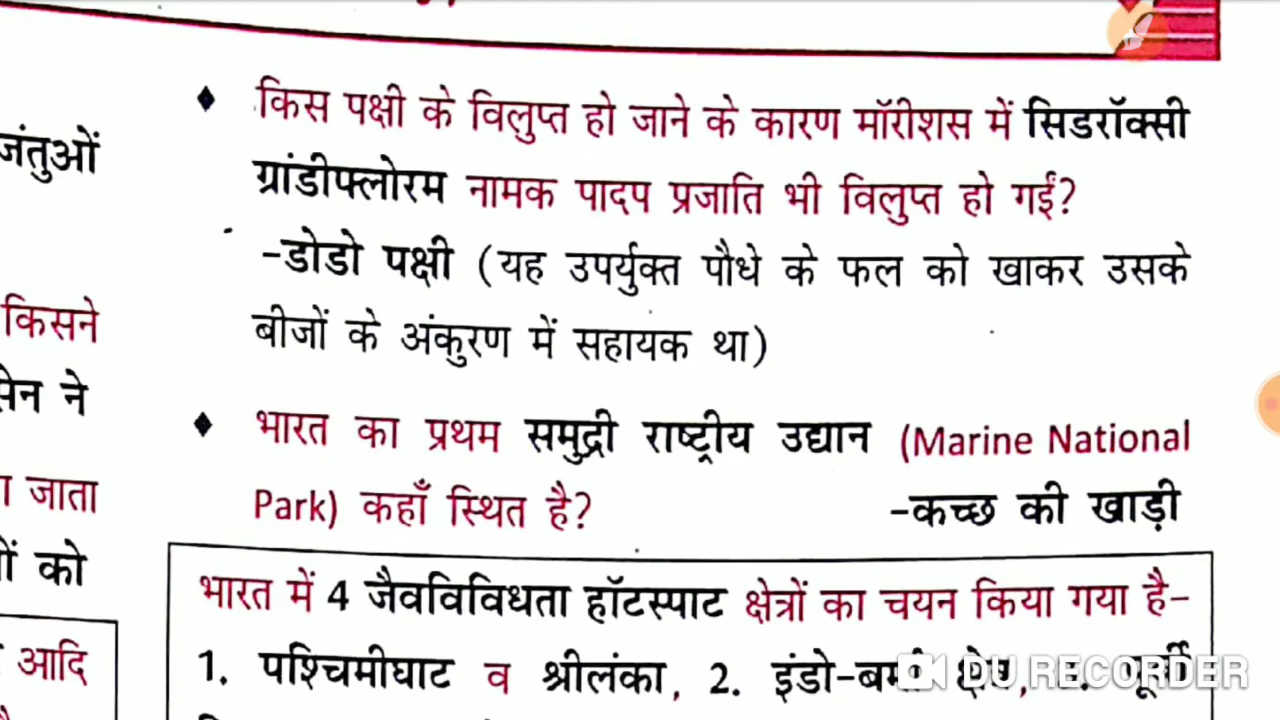 जंतुओं
किसने
सेन ने
ा जाता
ों को
आदि
♦ किस पक्षी के विलुप्त हो जाने के कारण मॉरीशस में सिडरॉक्सी
ग्रांडीफ्लोरम नामक पादप प्रजाति भी विलुप्त हो गईं?
-डोडो पक्षी (यह उपर्युक्त पौधे के फल को खाकर उसके
बीजों के अंकुरण में सहायक था)
♦ भारत का प्रथम समुद्री राष्ट्रीय उद्यान (Marine National
Park) कहाँ स्थित है? -कच्छ की खाड़ी
भारत में 4 जैवविविधता हॉटस्पाट क्षेत्रों का चयन किया गया है-
1. पश्चिमीघाट व श्रीलंका, 2. इंडो-बर्मा क्षेत्र, पूर्वी
DU RECORDER